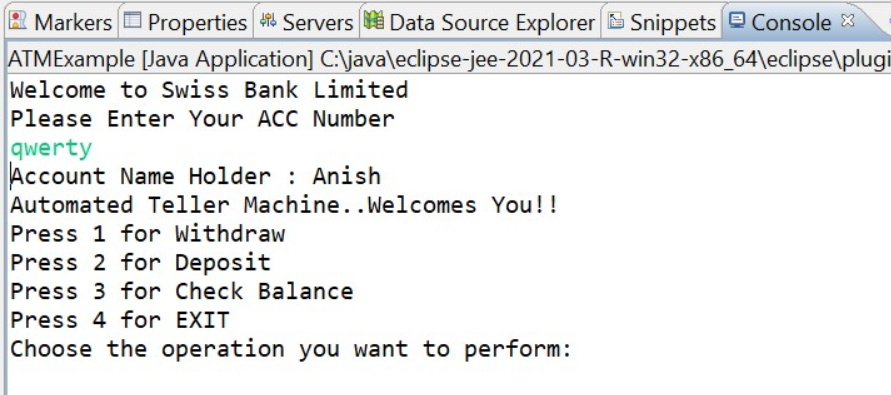 Markers Properties Servers Data Source Explorer Snippets Console
ATMExample [Java Application] C:\java\eclipse-jee-2021-03-R-win32-x86_64\eclipse\plugi
Welcome to Swiss Bank Limited
Please Enter Your ACC Number
qwerty
Account Name Holder : Anish
Automated Teller Machine..Welcomes You!!
Press 1 for Withdraw
Press 2 for Deposit
Press 3 for Check Balance
Press 4 for EXIT
Choose the operation you want to perform: